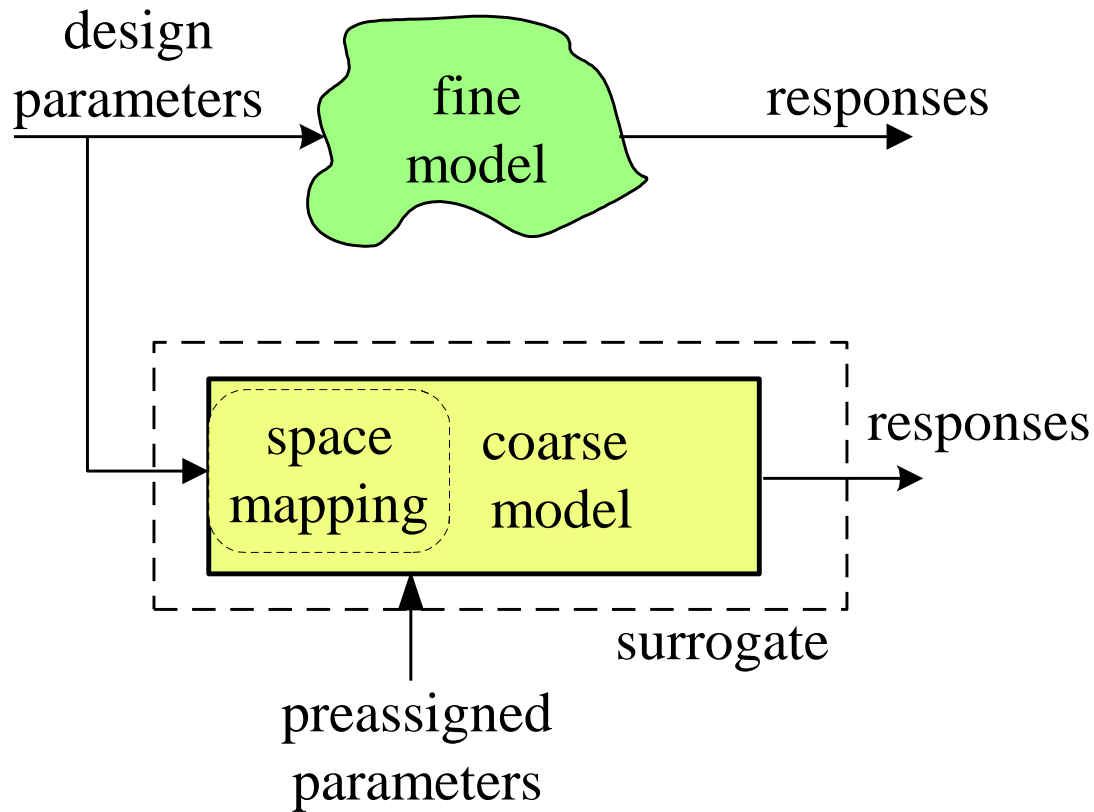 design
parameters
fine
model
responses
space
mapping
coarse
model
responses
surrogate
preassigned
parameters